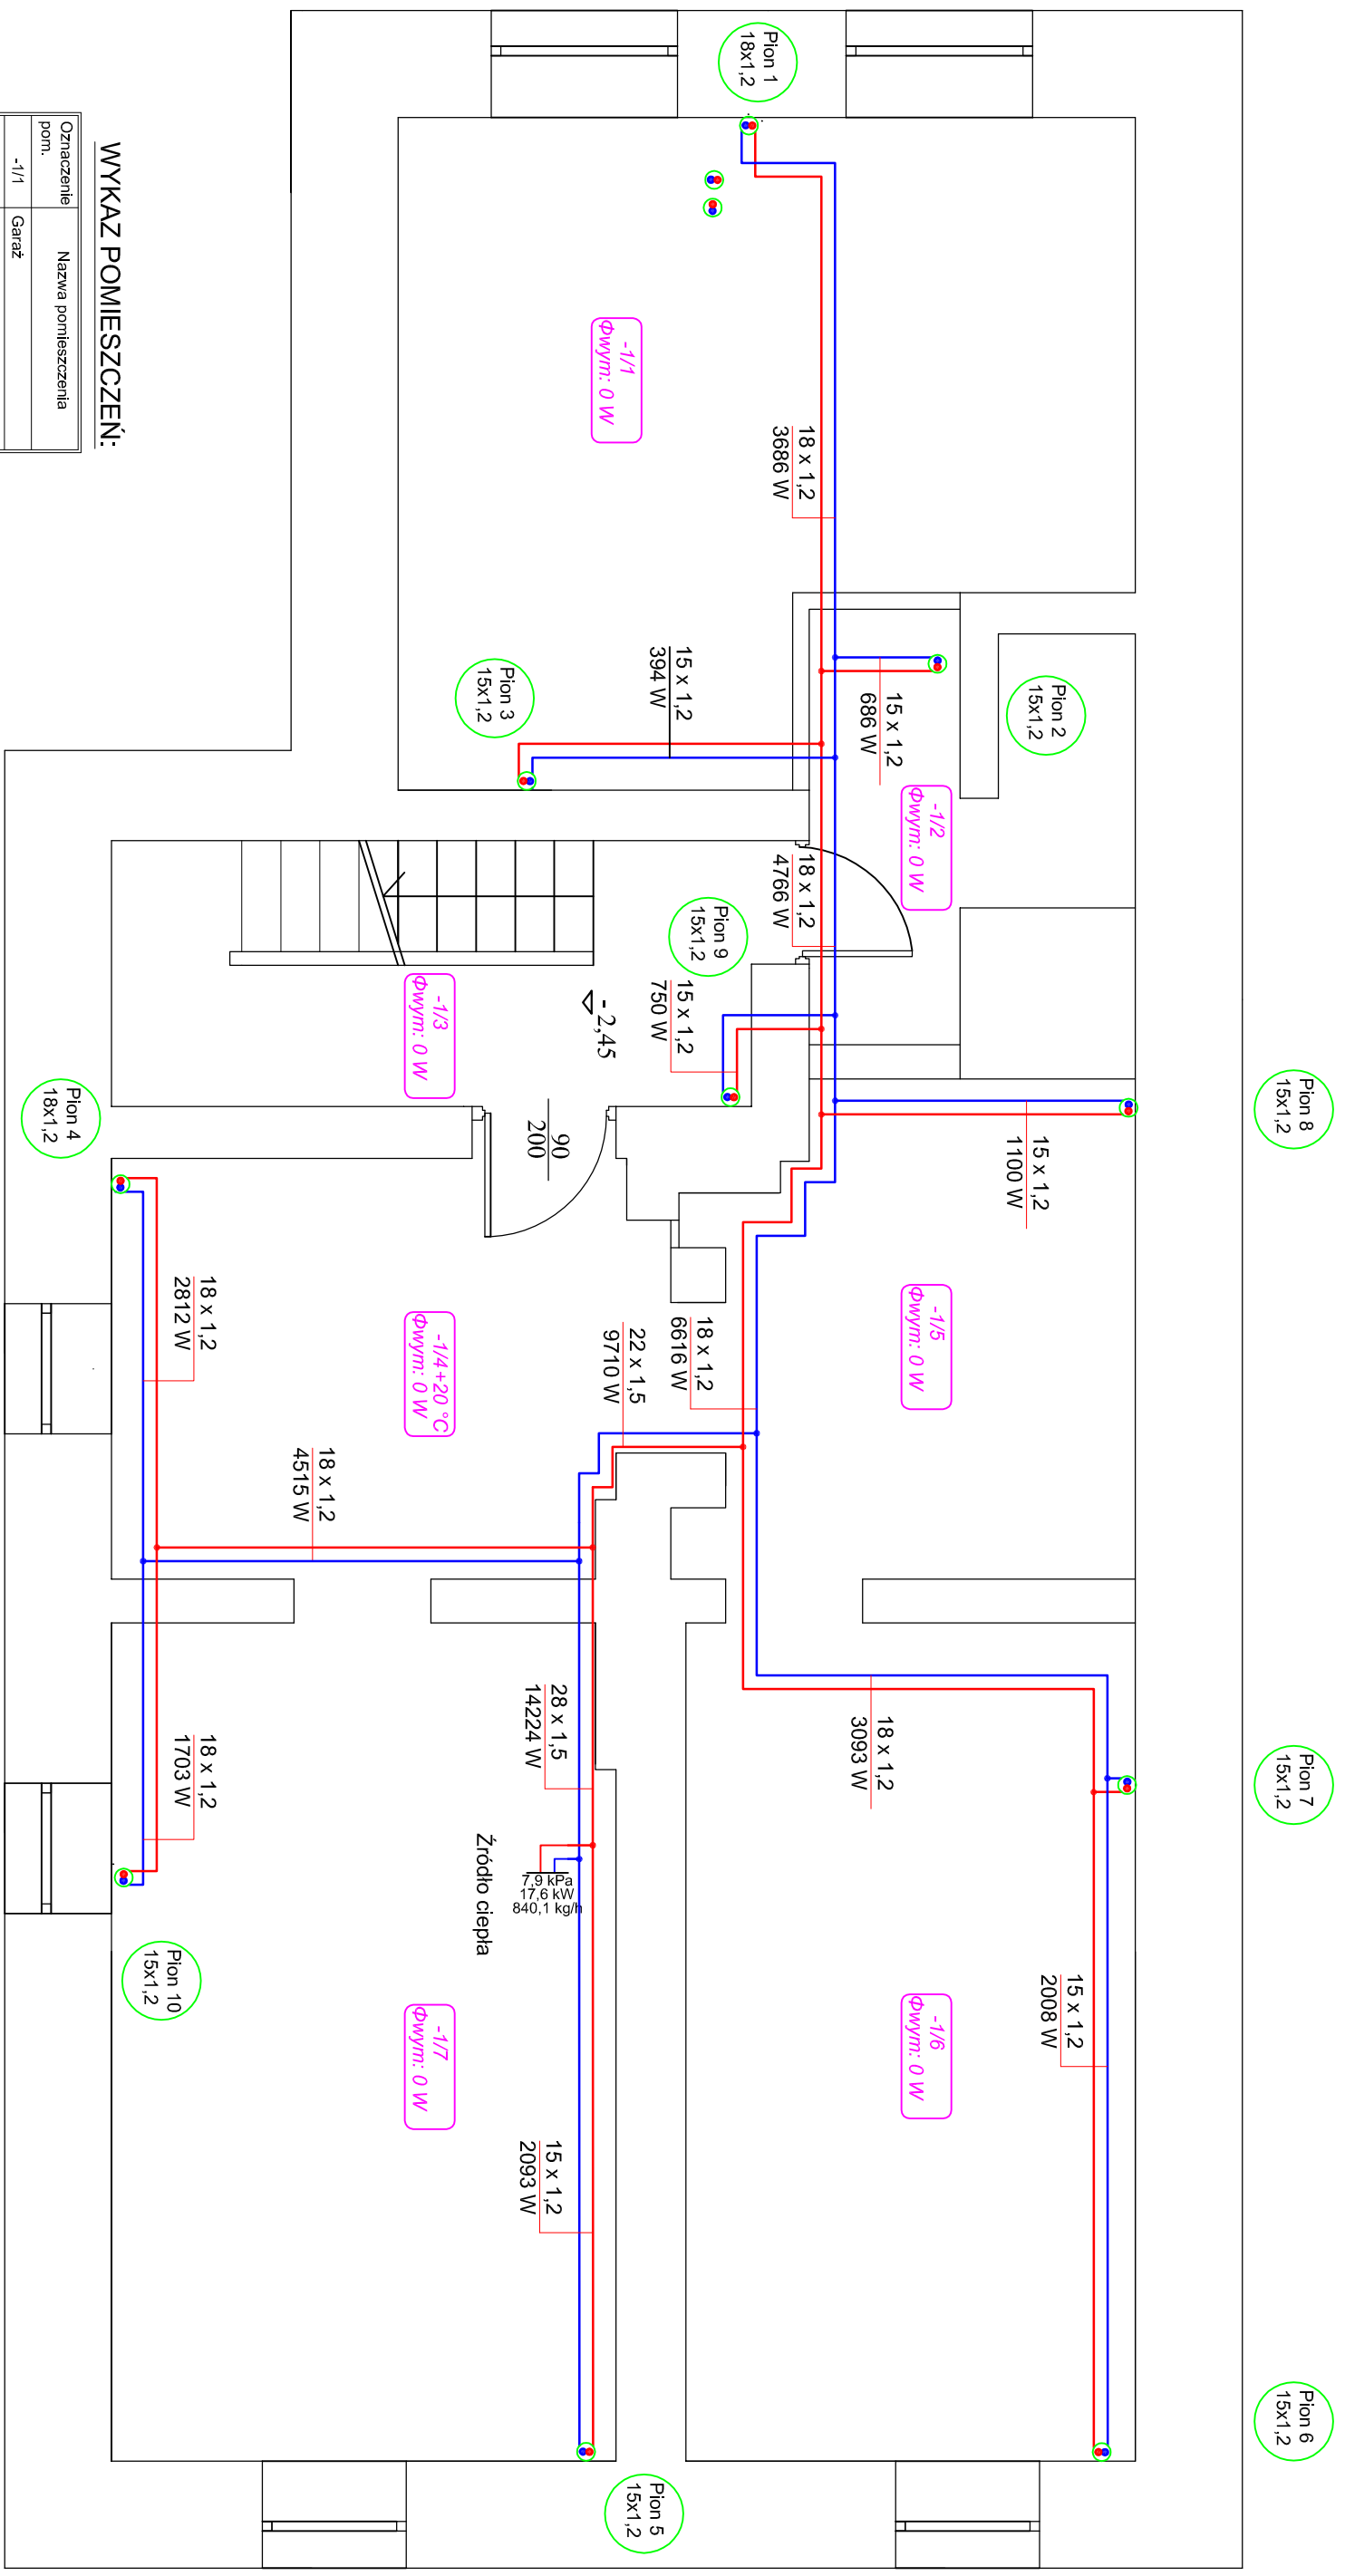 WYKAZ POMIESZCZEŃ:
Oznaczenie
pom.
Nazwa pomieszczenia
-1/1
Garaż
Pion 1
18x1,2
-1/1
Φwym: 0 W
18 x 1,2
3686 W
Pion 2
15x1,2
15 x 1,2
686 W
15 x 1,2
394 W
Pion 3
15x1,2
-1/2
Φwym: 0 W
18 x 1,2
4766 W
Pion 9
15x1,2
15 x 1,2
750 W
-2,45
-1/3
Φwym: 0 W
Pion 8
15x1,2
15 x 1,2
1100 W
90
200
Pion 4
18x1,2
-1/5
Φwym: 0 W
18 x 1,2
6616 W
22 x 1,5
9710 W
-1/4+20 °C
Φwym: 0 W
18 x 1,2
2812 W
18 x 1,2
4515 W
Pion 7
15x1,2
18 x 1,2
3093 W
28 x 1,5
14224 W
18 x 1,2
1703 W
Źródło ciepła
7,9 kPa
17,6 kW
840,1 kg/h
Pion 10
15x1,2
15 x 1,2
2008 W
-1/6
Φwym: 0 W
-1/7
Φwym: 0 W
15 x 1,2
2093 W
Pion 6
15x1,2
Pion 5
15x1,2